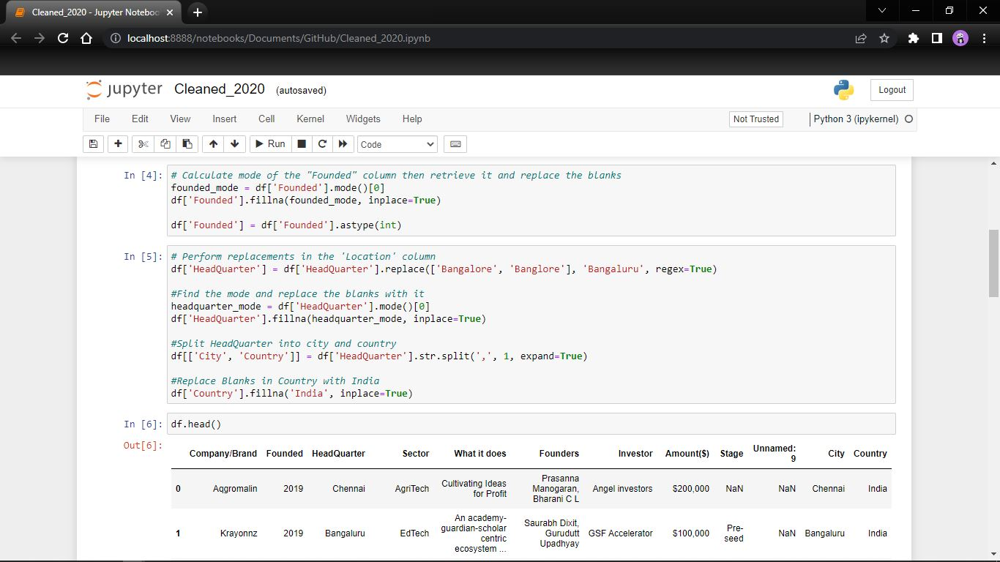 Cleaned_2020 - Jupyter Noteboo
localhost:8888/notebooks/Documents/GitHub/Cleaned_2020.ipynb
jupyter Cleaned_2020 (autosaved)
Logout
File Edit View Insert Cell Kernel Widgets Help
Not Trusted
Python 3 (ipykernel)
Run
Code
In [4]:
# Calculate mode of the "Founded" column then retrieve it and replace the blanks
founded_mode = df['Founded'].mode()[0]
df['Founded'].fillna(founded_mode, inplace=True)
df['Founded'] = df['Founded'].astype(int)
In [5]:
# Perform replacements in the 'Location' column
df['HeadQuarter'] = df['HeadQuarter'].replace(['Bangalore', 'Banglore'], 'Bangaluru', regex=True)
#Find the mode and replace the blanks with it
headquarter_mode = df['HeadQuarter'].mode()[0]
df['HeadQuarter'].fillna(headquarter_mode, inplace=True)
#Split HeadQuarter into city and country
df[['City', 'Country']] = df['HeadQuarter'].str.split(',', 1, expand=True)
#Replace Blanks in Country with India
df['Country'].fillna('India', inplace=True)
In [6]:
df.head()
Out[6]:
Company/Brand Founded HeadQuarter Sector What it does Founders Investor Amount($) Stage Unnamed: 9 City Country
0 Aqgromalin 2019 Chennai AgriTech Cultivating Ideas for Profit Prasanna Manogaran, Bharani C L Angel investors $200,000 NaN NaN Chennai India
1 Krayonnz 2019 Bangaluru EdTech An academy-guardian-scholar centric ecosystem ... Saurabh Dixit, Gurudutt Upadhyay GSF Accelerator $100,000 Pre-seed NaN Bangaluru India